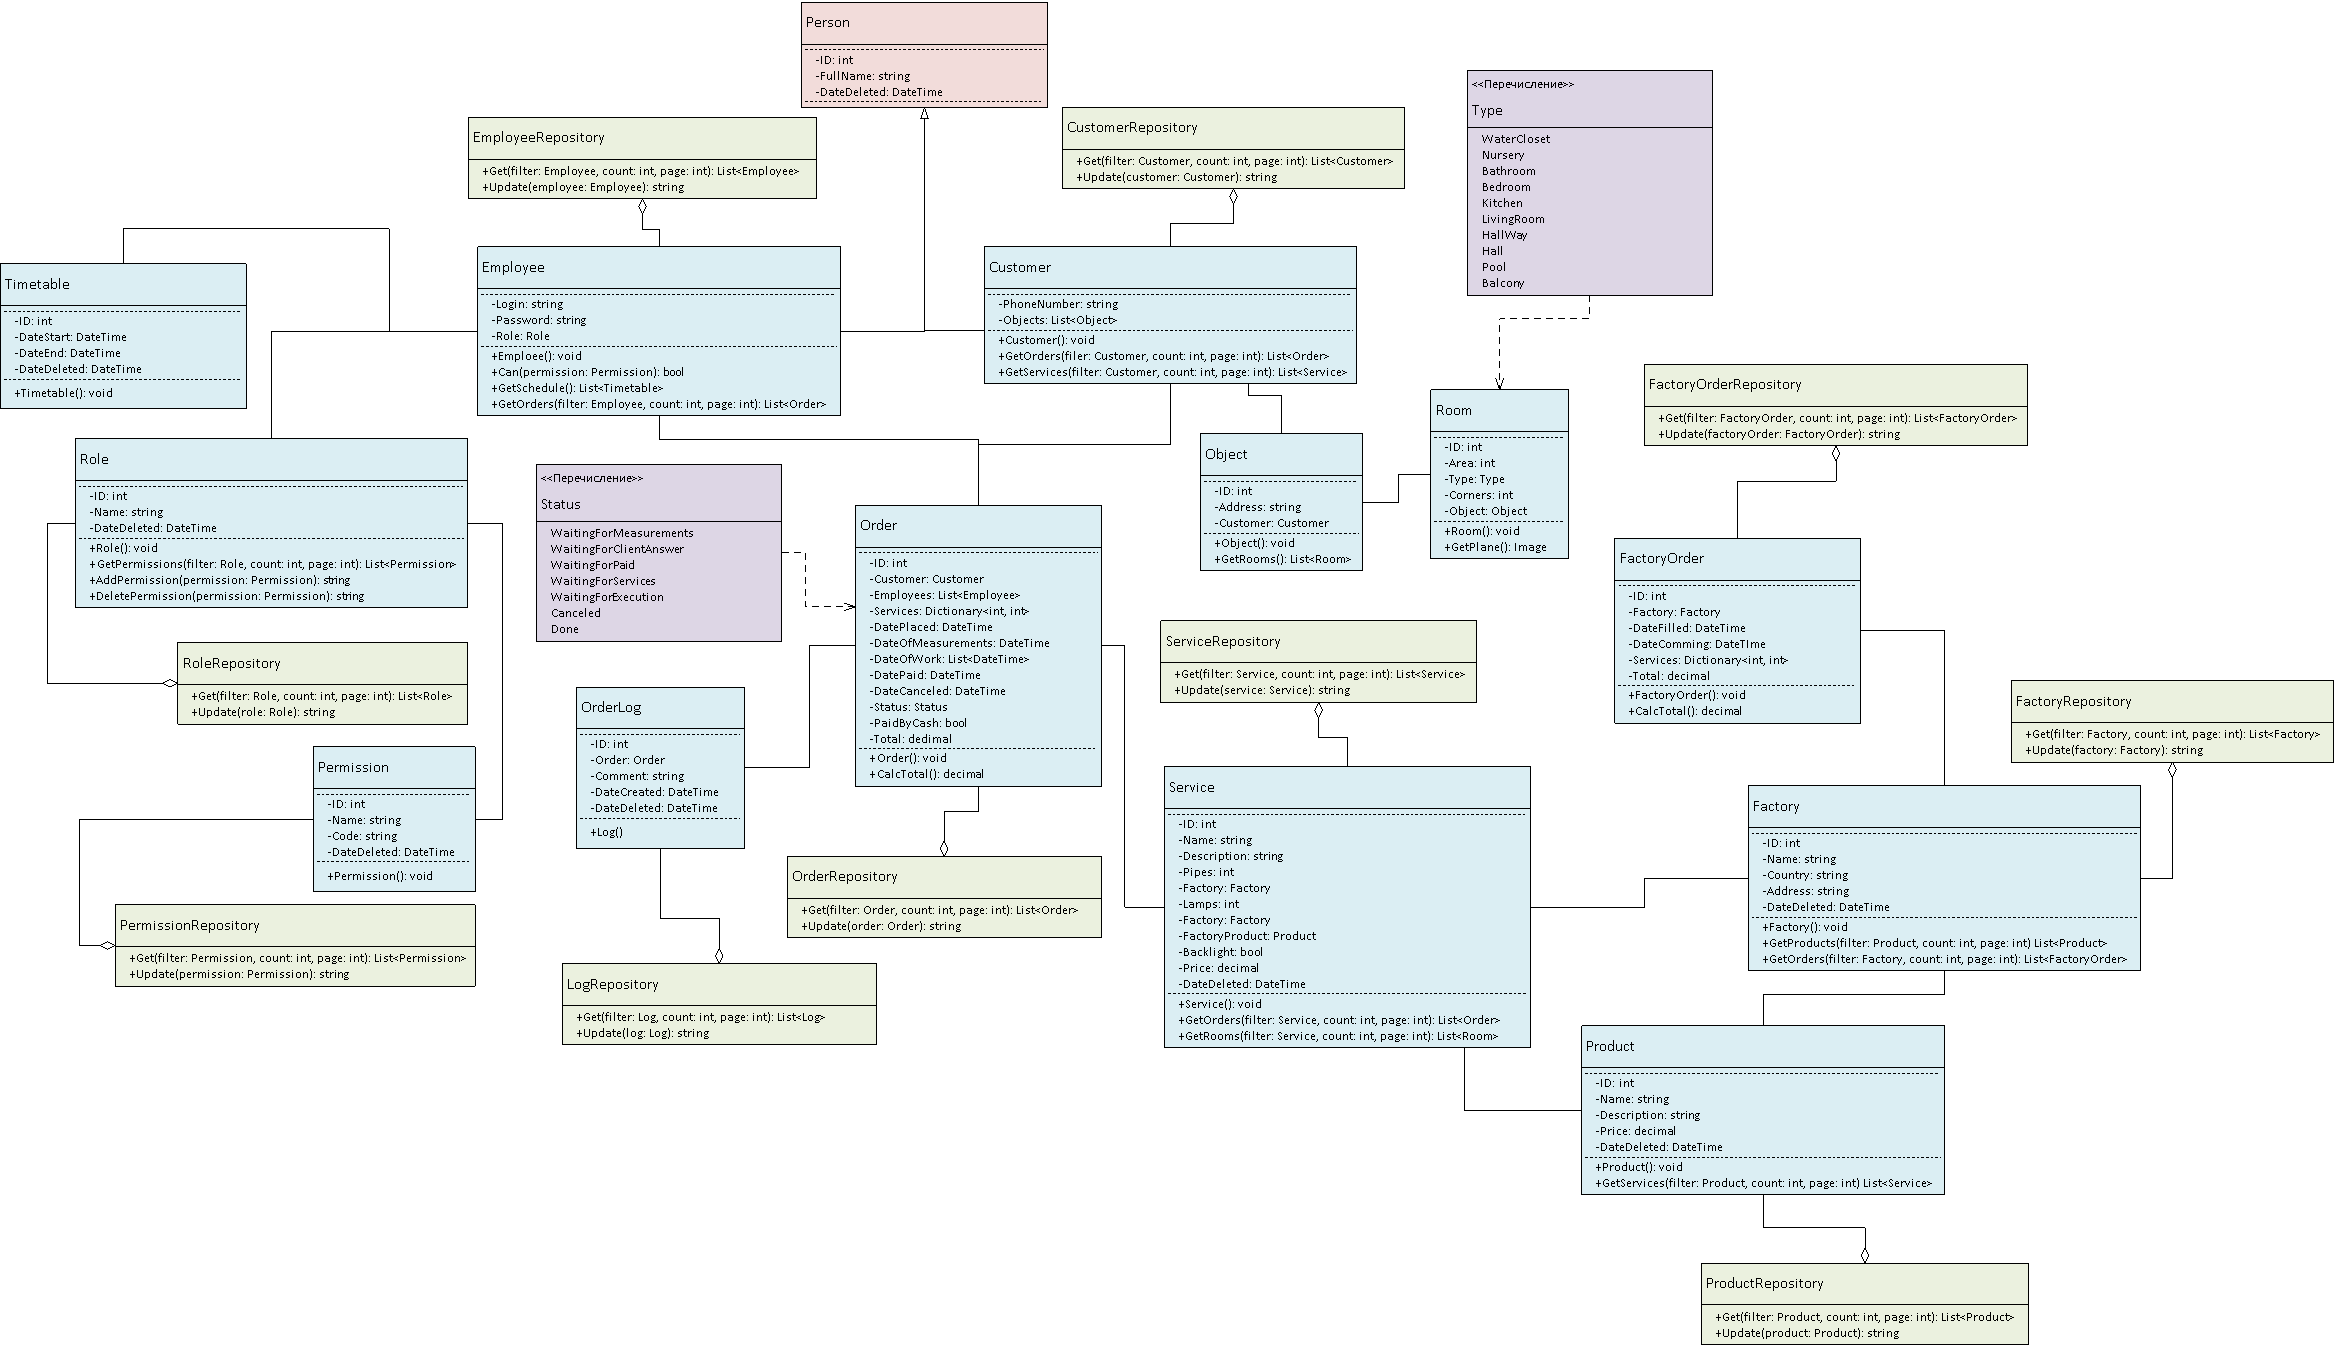 Person
-ID: int
-FullName: string
-DateDeleted: DateTime
EmployeeRepository
+Get(filter: Employee, count: int, page: int): List<Employee>
+Update(employee: Employee): string
CustomerRepository
+Get(filter: Customer, count: int, page: int): List<Customer>
+Update(customer: Customer): string
<<Перечисление>>
Type
WaterCloset
Nursery
Bathroom
Bedroom
Kitchen
LivingRoom
HallWay
Hall
Pool
Balcony
Timetable
-ID: int
-DateStart: DateTime
-DateEnd: DateTime
-DateDeleted: DateTime
+Timetable(): void
Employee
-Login: string
-Password: string
-Role: Role
+Emploee(): void
+Can(permission: Permission): bool
+GetSchedule(): List<Timetable>
+GetOrders(filter: Employee, count: int, page: int): List<Order>
Customer
-PhoneNumber: string
-Objects: List<Object>
+Customer(): void
+GetOrders(filer: Customer, count: int, page: int): List<Order>
+GetServices(filter: Customer, count: int, page: int): List<Service>
Room
-ID: int
-Area: int
-Type: Type
-Corners: int
-Object: Object
+Room(): void
+GetPlane(): Image
FactoryOrderRepository
+Get(filter: FactoryOrder, count: int, page: int): List<FactoryOrder>
+Update(factoryOrder: FactoryOrder): string
Role
-ID: int
-Name: string
-DateDeleted: DateTime
+Role(): void
+GetPermissions(filter: Role, count: int, page: int): List<Permission>
+AddPermission(permission: Permission): string
+DeletePermission(permission: Permission): string
<<Перечисление>>
Status
WaitingForMeasurements
WaitingForClientAnswer
WaitingForPaid
WaitingForServices
WaitingForExecution
Canceled
Done
Object
-ID: int
-Address: string
-Customer: Customer
+Object(): void
+GetRooms(): List<Room>
Order
-ID: int
-Customer: Customer
-Employees: List<Employee>
-Services: Dictionary<int, int>
-DatePlaced: DateTime
-DateOfMeasurements: DateTime
-DateOfWork: List<DateTime>
-DatePaid: DateTime
-DateCanceled: DateTime
-Status: Status
-PaidByCash: bool
-Total: dedimal
+Order(): void
+CalcTotal(): decimal
FactoryOrder
-ID: int
-Factory: Factory
-DateFilled: DateTime
-DateComming: DateTIme
-Services: Dictionary<int, int>
-Total: decimal
+FactoryOrder(): void
+CalcTotal(): decimal
RoleRepository
+Get(filter: Role, count: int, page: int): List<Role>
+Update(role: Role): string
ServiceRepository
+Get(filter: Service, count: int, page: int): List<Service>
+Update(service: Service): string
OrderLog
-ID: int
-Order: Order
-Comment: string
-DateCreated: DateTime
-DateDeleted: DateTime
+Log()
FactoryRepository
+Get(filter: Factory, count: int, page: int): List<Factory>
+Update(factory: Factory): string
Permission
-ID: int
-Name: string
-Code: string
-DateDeleted: DateTime
+Permission(): void
Service
-ID: int
-Name: string
-Description: string
-Pipes: int
-Factory: Factory
-Lamps: int
-Factory: Factory
-FactoryProduct: Product
-Backlight: bool
-Price: decimal
-DateDeleted: DateTime
+Service(): void
+GetOrders(filter: Service, count: int, page: int): List<Order>
+GetRooms(filter: Service, count: int, page: int): List<Room>
Factory
-ID: int
-Name: string
-Country: string
-Address: string
-DateDeleted: DateTime
+Factory(): void
+GetProducts(filter: Product, count: int, page: int) List<Product>
+GetOrders(filter: Factory, count: int, page: int): List<FactoryOrder>
OrderRepository
+Get(filter: Order, count: int, page: int): List<Order>
+Update(order: Order): string
PermissionRepository
+Get(filter: Permission, count: int, page: int): List<Permission>
+Update(permission: Permission): string
LogRepository
+Get(filter: Log, count: int, page: int): List<Log>
+Update(log: Log): string
Product
-ID: int
-Name: string
-Description: string
-Price: decimal
-DateDeleted: DateTime
+Product(): void
+GetServices(filter: Product, count: int, page: int) List<Service>
ProductRepository
+Get(filter: Product, count: int, page: int): List<Product>
+Update(product: Product): string